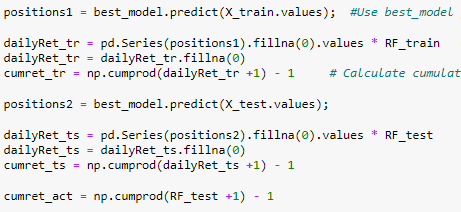 positions1 = best_model.predict(X_train.values);  #Use best_model
dailyRet_tr = pd.Series(positions1).fillna(0).values * RF_train
dailyRet_tr = dailyRet_tr.fillna(0)
cumret_tr = np.cumprod(dailyRet_tr +1) - 1     # Calculate
positions2 = best_model.predict(X_test.values);
dailyRet_ts = pd.Series(positions2).fillna(0).values * RF_test
dailyRet_ts = dailyRet_ts.fillna(0)
cumret_ts = np.cumprod(dailyRet_ts +1) - 1
cumret_act = np.cumprod(RF_test +1) - 1